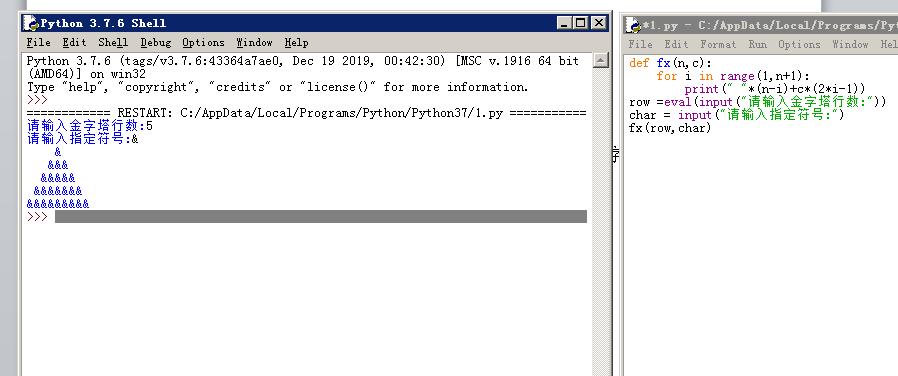 Python 3.7.6 Shell
File Edit Shell Debug Options Window Help
Python 3.7.6 (tags/v3.7.6:43364a7ae0, Dec 19 2019, 00:42:30) [MSC v.1916 64 bit
(AMD64)] on win32
Type "help", "copyright", "credits" or "license()" for more information.
>>>
============ RESTART: C:/AppData/Local/Programs/Python/Python37/1.py ===========
请输入金字塔行数:5
请输入指定符号:&
    &
   &&&
  &&&&&
 &&&&&&&
&&&&&&&&&
>>>
字
*1.py - C:/AppData/Local/Programs/Pyt
File Edit Format Run Options Window Hel
def fx(n,c):
    for i in range(1,n+1):
        print(" "*(n-i)+c*(2*i-1))
row =eval(input("请输入金字塔行数:"))
char = input("请输入指定符号:")
fx(row,char)